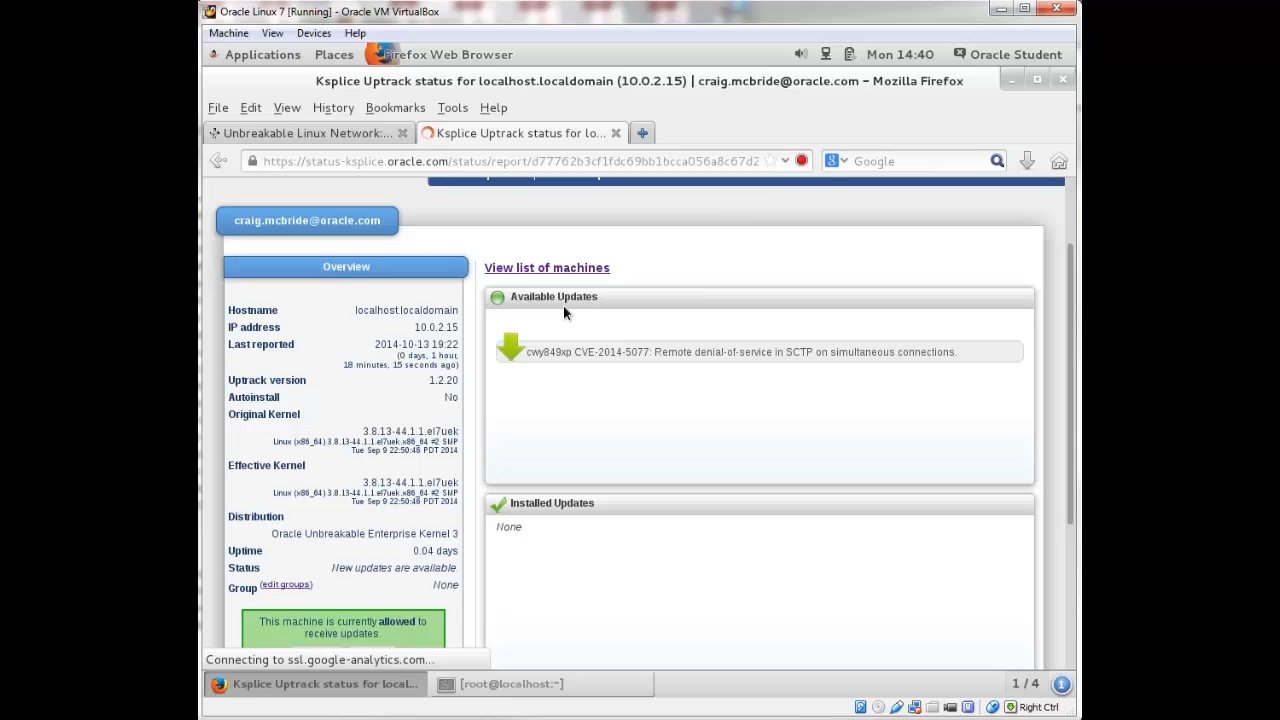 Oracle Linux 7 [Running] - Oracle VM VirtualBox
Machine View Devices Help
Applications Places Firefox Web Browser Mon 14:40 Oracle Student
Ksplice Uptrack status for localhost.localdomain (10.0.2.15) | craig.mcbride@oracle.com – Mozilla Firefox
File Edit View History Bookmarks Tools Help
Unbreakable Linux Network:... Ksplice Uptrack status for lo...
https://status-ksplice.oracle.com/status/report/d77762b3cf1fdc69bb1bcca056a8c67d2 Google
craig.mcbride@oracle.com
Overview
Hostname localhost.localdomain
IP address 10.0.2.15
Last reported 2014-10-13 19:22
(0 days, 1 hour,
18 minutes, 15 seconds ago)
Uptrack version 1.2.20
Autoinstall No
Original Kernel
3.8.13-44.1.1.el7uek
Linux (x86_64) 3.8.13-44.1.1.el7uek.x86_64 #2 SMP
Tue Sep 9 22:50:46 PDT 2014
Effective Kernel
3.8.13-44.1.1.el7uek
Linux (x86_64) 3.8.13-44.1.1.el7uek.x86_64 #2 SMP
Tue Sep 9 22:50:46 PDT 2014
Distribution
Oracle Unbreakable Enterprise Kernel 3
Uptime 0.04 days
Status New updates are available.
Group (edit groups) None
This machine is currently allowed to
receive updates.
View list of machines
Available Updates
cwy849xp CVE-2014-5077: Remote denial-of-service in SCTP on simultaneous connections.
Installed Updates
None
Connecting to ssl.google-analytics.com...
Ksplice Uptrack status for local... [root@localhost:~] 1 / 4 1
Right Ctrl